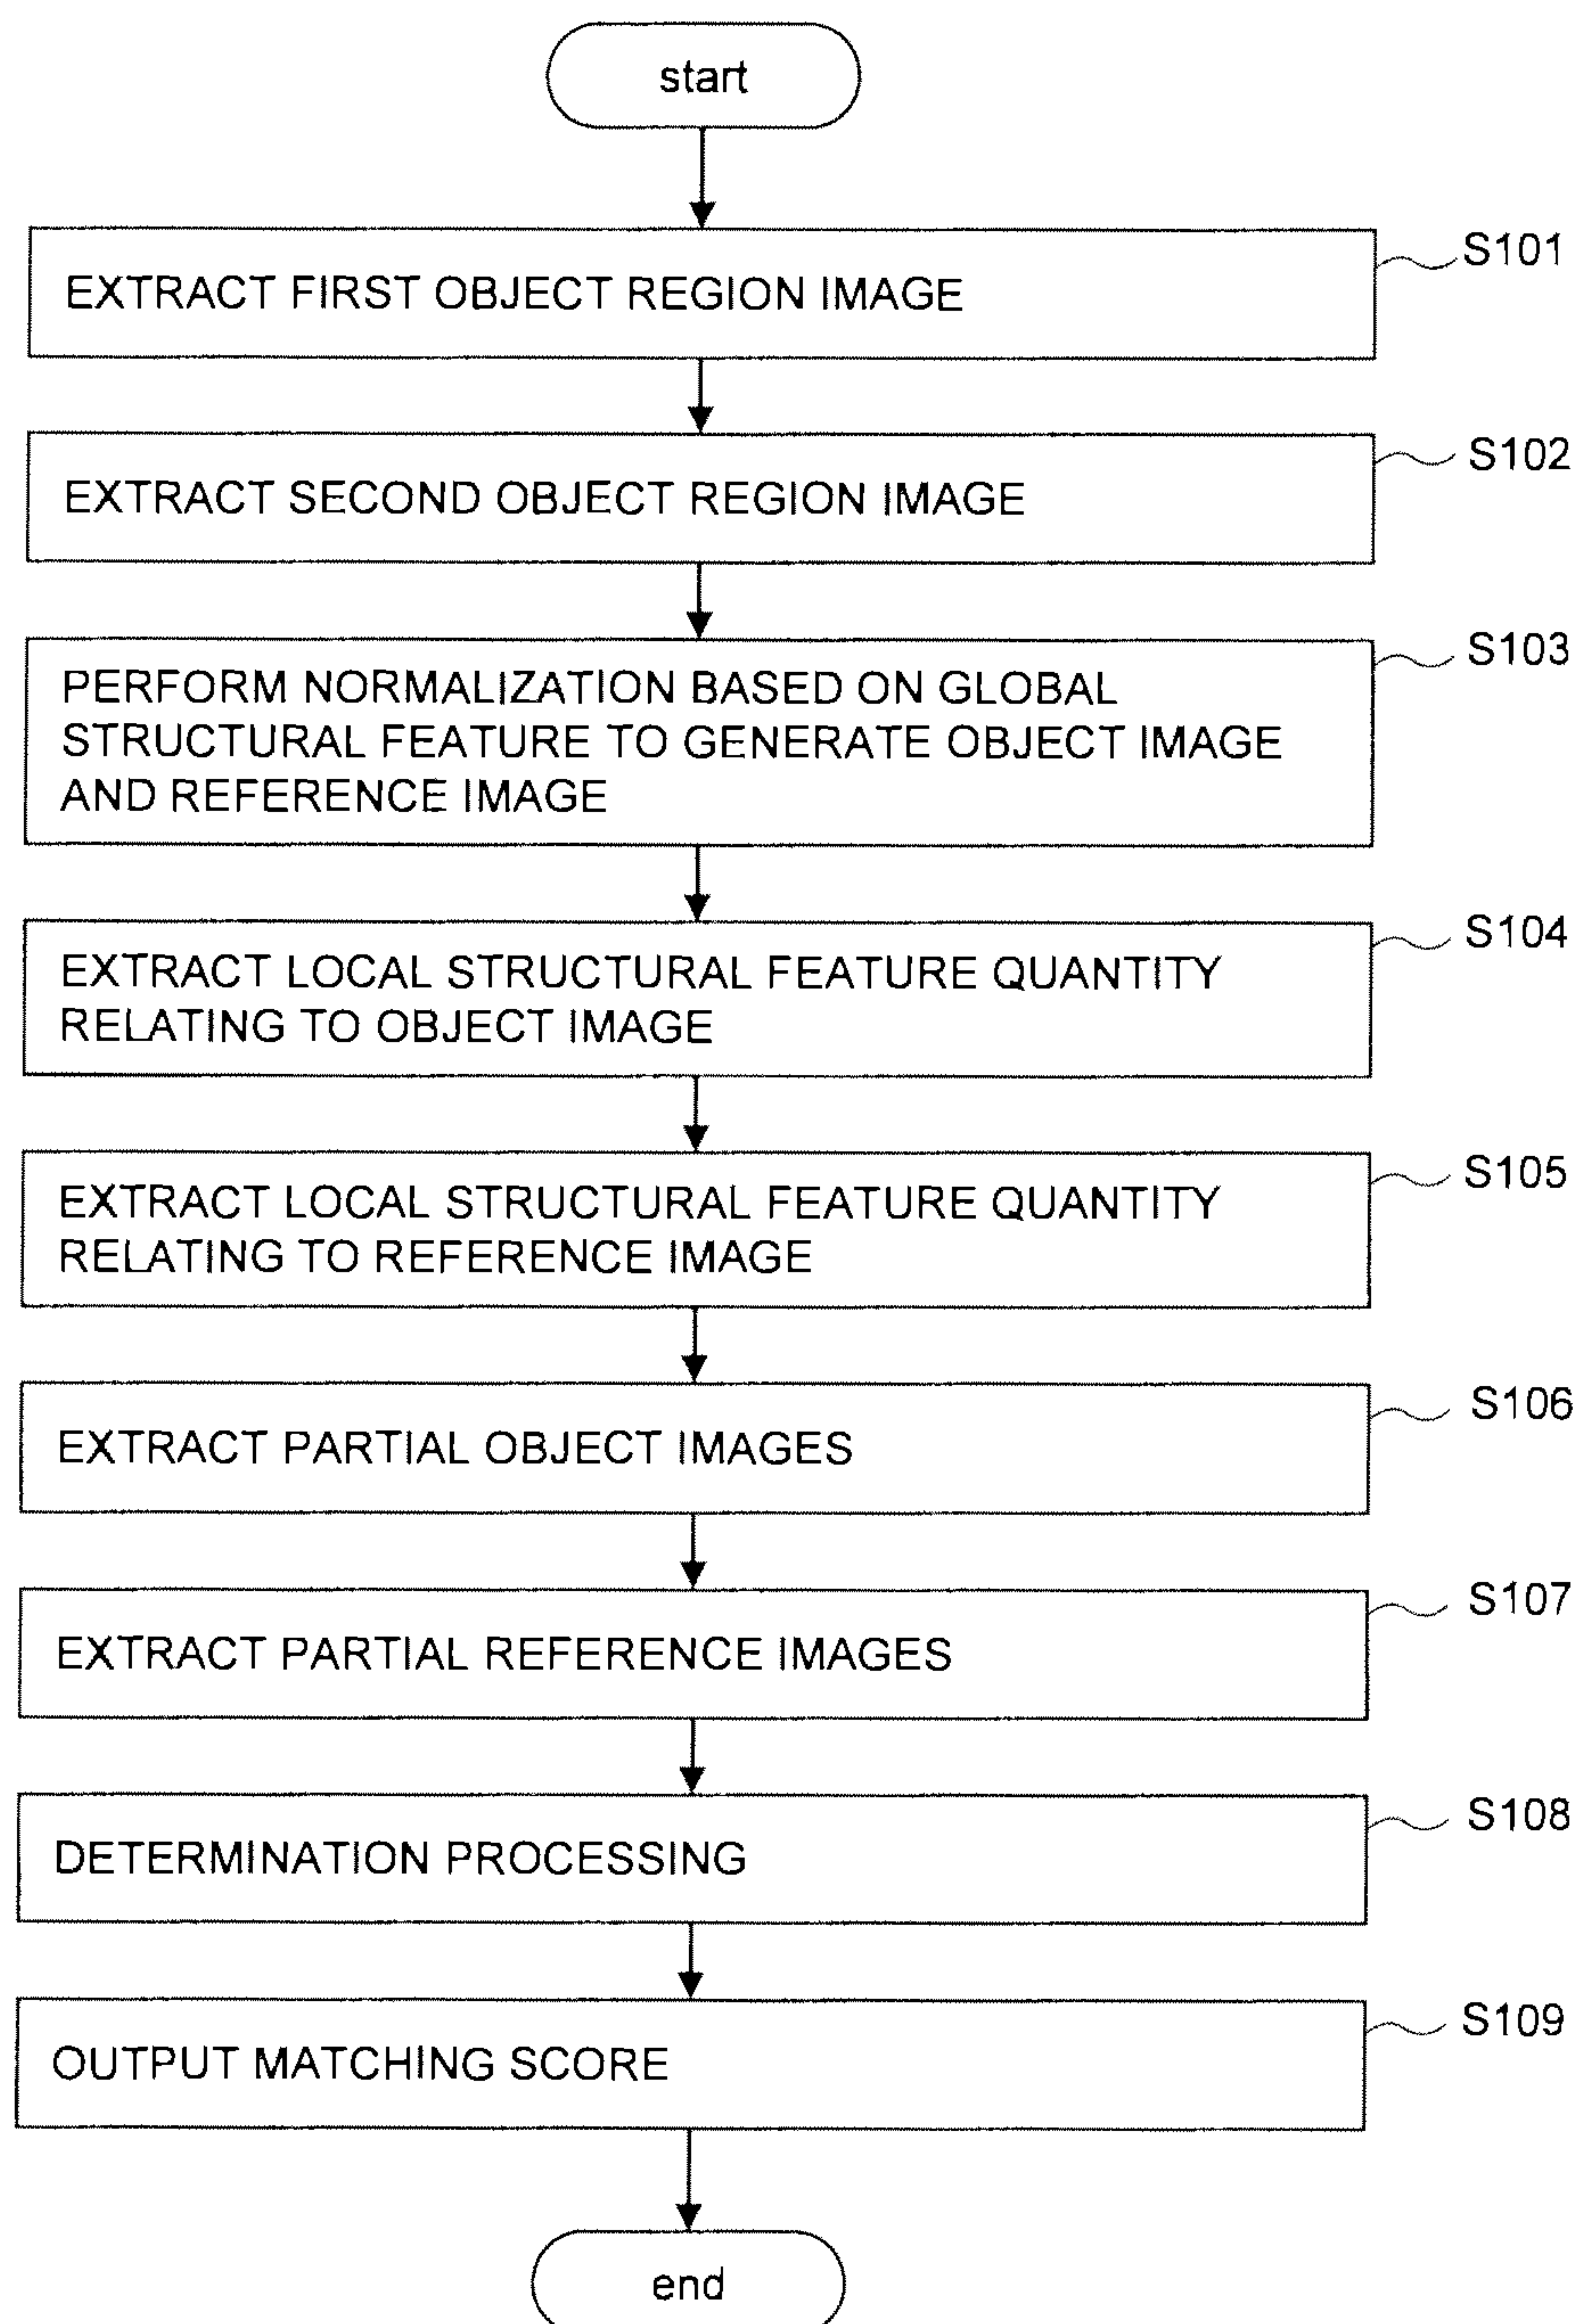 start
S101
EXTRACT FIRST OBJECT REGION IMAGE
S102
EXTRACT SECOND OBJECT REGION IMAGE
S103
PERFORM NORMALIZATION BASED ON GLOBAL
STRUCTURAL FEATURE TO GENERATE OBJECT IMAGE
AND REFERENCE IMAGE
S104
EXTRACT LOCAL STRUCTURAL FEATURE QUANTITY
RELATING TO OBJECT IMAGE
S105
EXTRACT LOCAL STRUCTURAL FEATURE QUANTITY
RELATING TO REFERENCE IMAGE
S106
EXTRACT PARTIAL OBJECT IMAGES
S107
EXTRACT PARTIAL REFERENCE IMAGES
S108
DETERMINATION PROCESSING
S109
OUTPUT MATCHING SCORE
end